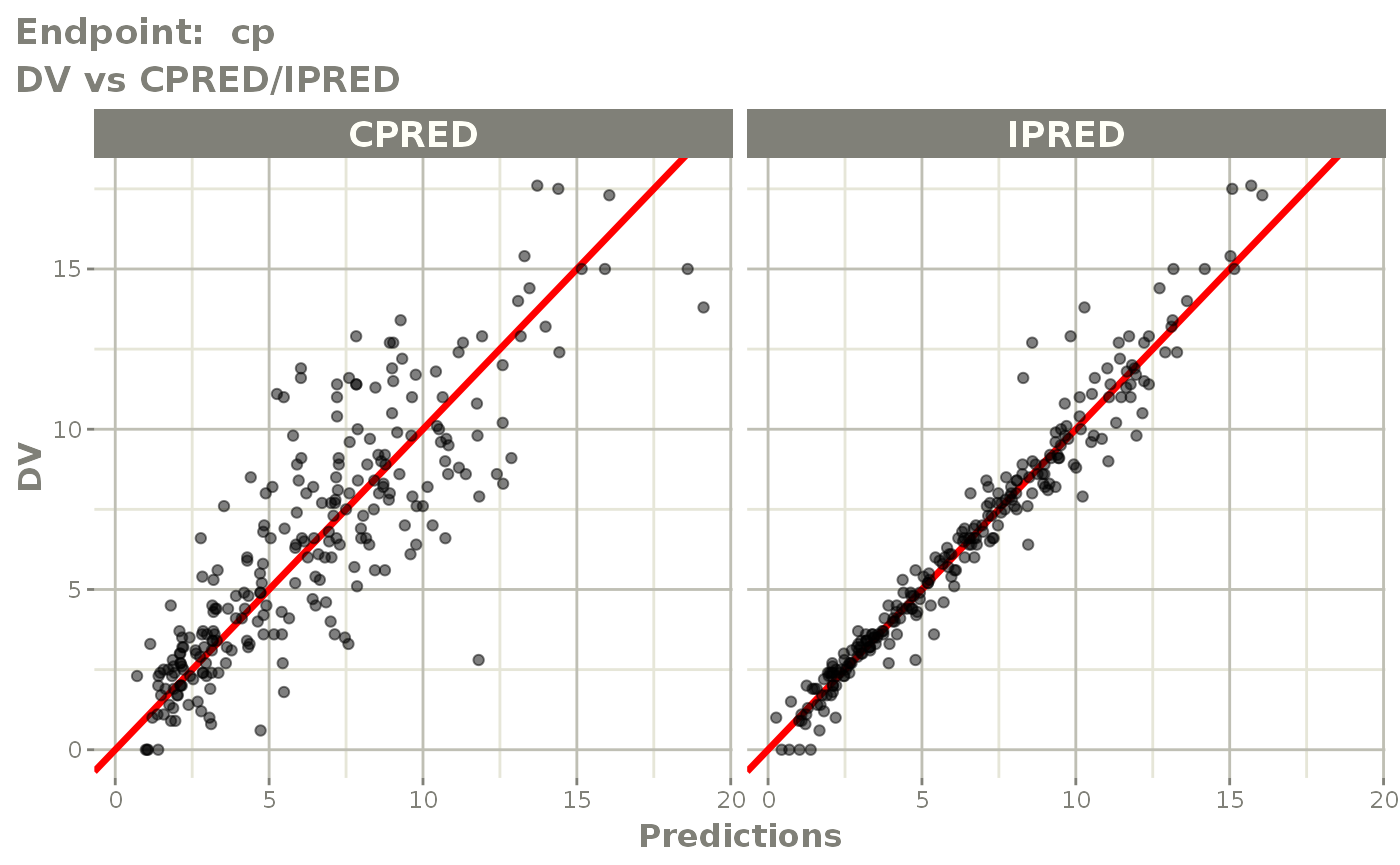 Endpoint:  cp
DV vs CPRED/IPRED
CPRED IPRED
15
10
5
0
DV
0 5 10 15 20 0 5 10 15 20
Predictions